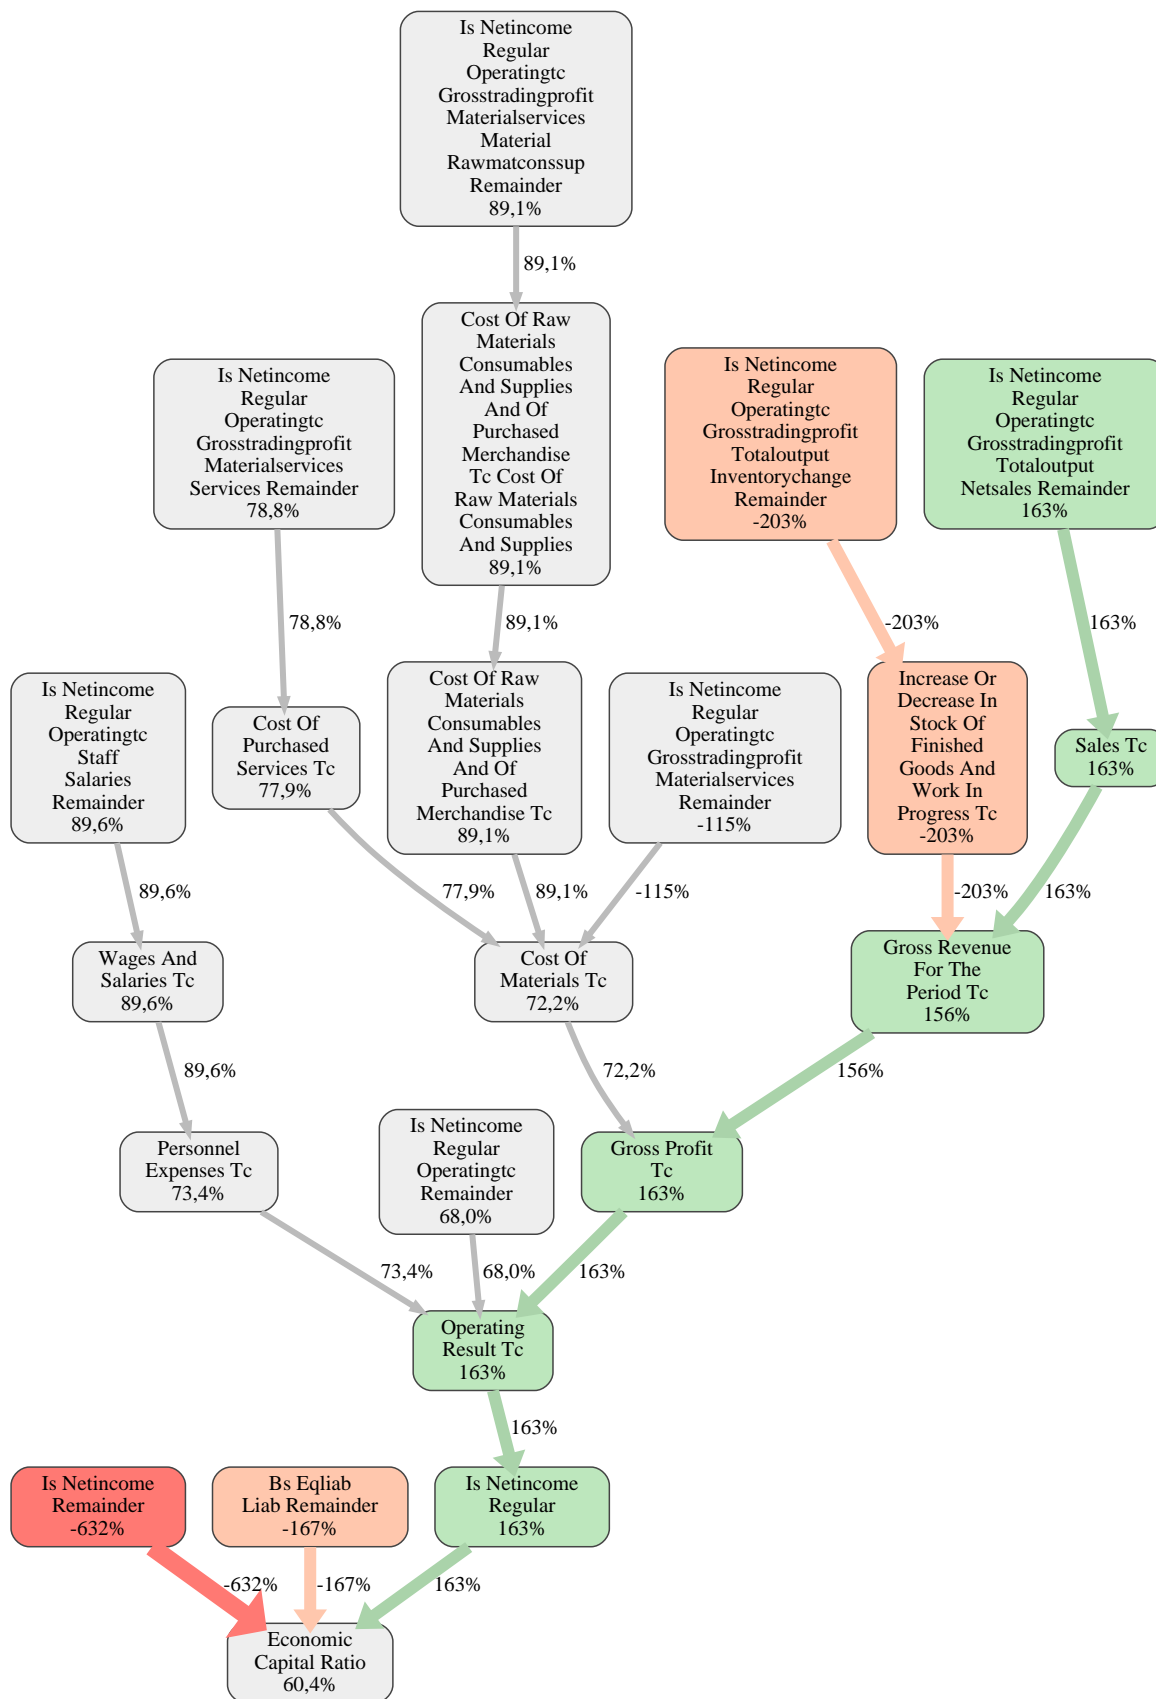 Is Netincome
Regular
Operatingtc
Grosstradingprofit
Materialservices
Material
Rawmatconssup
Remainder
89,1%
89,1%
Cost Of Raw
Materials
Consumables
And Supplies
And Of
Purchased
Merchandise
Tc Cost Of
Raw Materials
Consumables
And Supplies
89,1%
Is Netincome
Regular
Operatingtc
Grosstradingprofit
Materialservices
Services Remainder
78,8%
Is Netincome
Regular
Operatingtc
Grosstradingprofit
Totaloutput
Inventorychange
Remainder
-203%
Is Netincome
Regular
Operatingtc
Grosstradingprofit
Totaloutput
Netsales Remainder
163%
78,8%
89,1%
-203%
163%
Is Netincome
Regular
Operatingtc
Staff
Salaries
Remainder
89,6%
Cost Of
Purchased
Services Tc
77,9%
Cost Of Raw
Materials
Consumables
And Supplies
And Of
Purchased
Merchandise Tc
89,1%
Is Netincome
Regular
Operatingtc
Grosstradingprofit
Materialservices
Remainder
-115%
Increase Or
Decrease In
Stock Of
Finished
Goods And
Work In
Progress Tc
-203%
Sales Tc
163%
89,6%
77,9%
89,1%
-115%
-203%
163%
Wages And
Salaries Tc
89,6%
Cost Of
Materials Tc
72,2%
Gross Revenue
For The
Period Tc
156%
89,6%
72,2%
156%
Personnel
Expenses Tc
73,4%
Is Netincome
Regular
Operatingtc
Remainder
68,0%
Gross Profit
Tc
163%
73,4%
68,0%
163%
Operating
Result Tc
163%
163%
Is Netincome
Remainder
-632%
Bs Eqliab
Liab Remainder
-167%
Is Netincome
Regular
163%
-632%
-167%
163%
Economic
Capital Ratio
60,4%